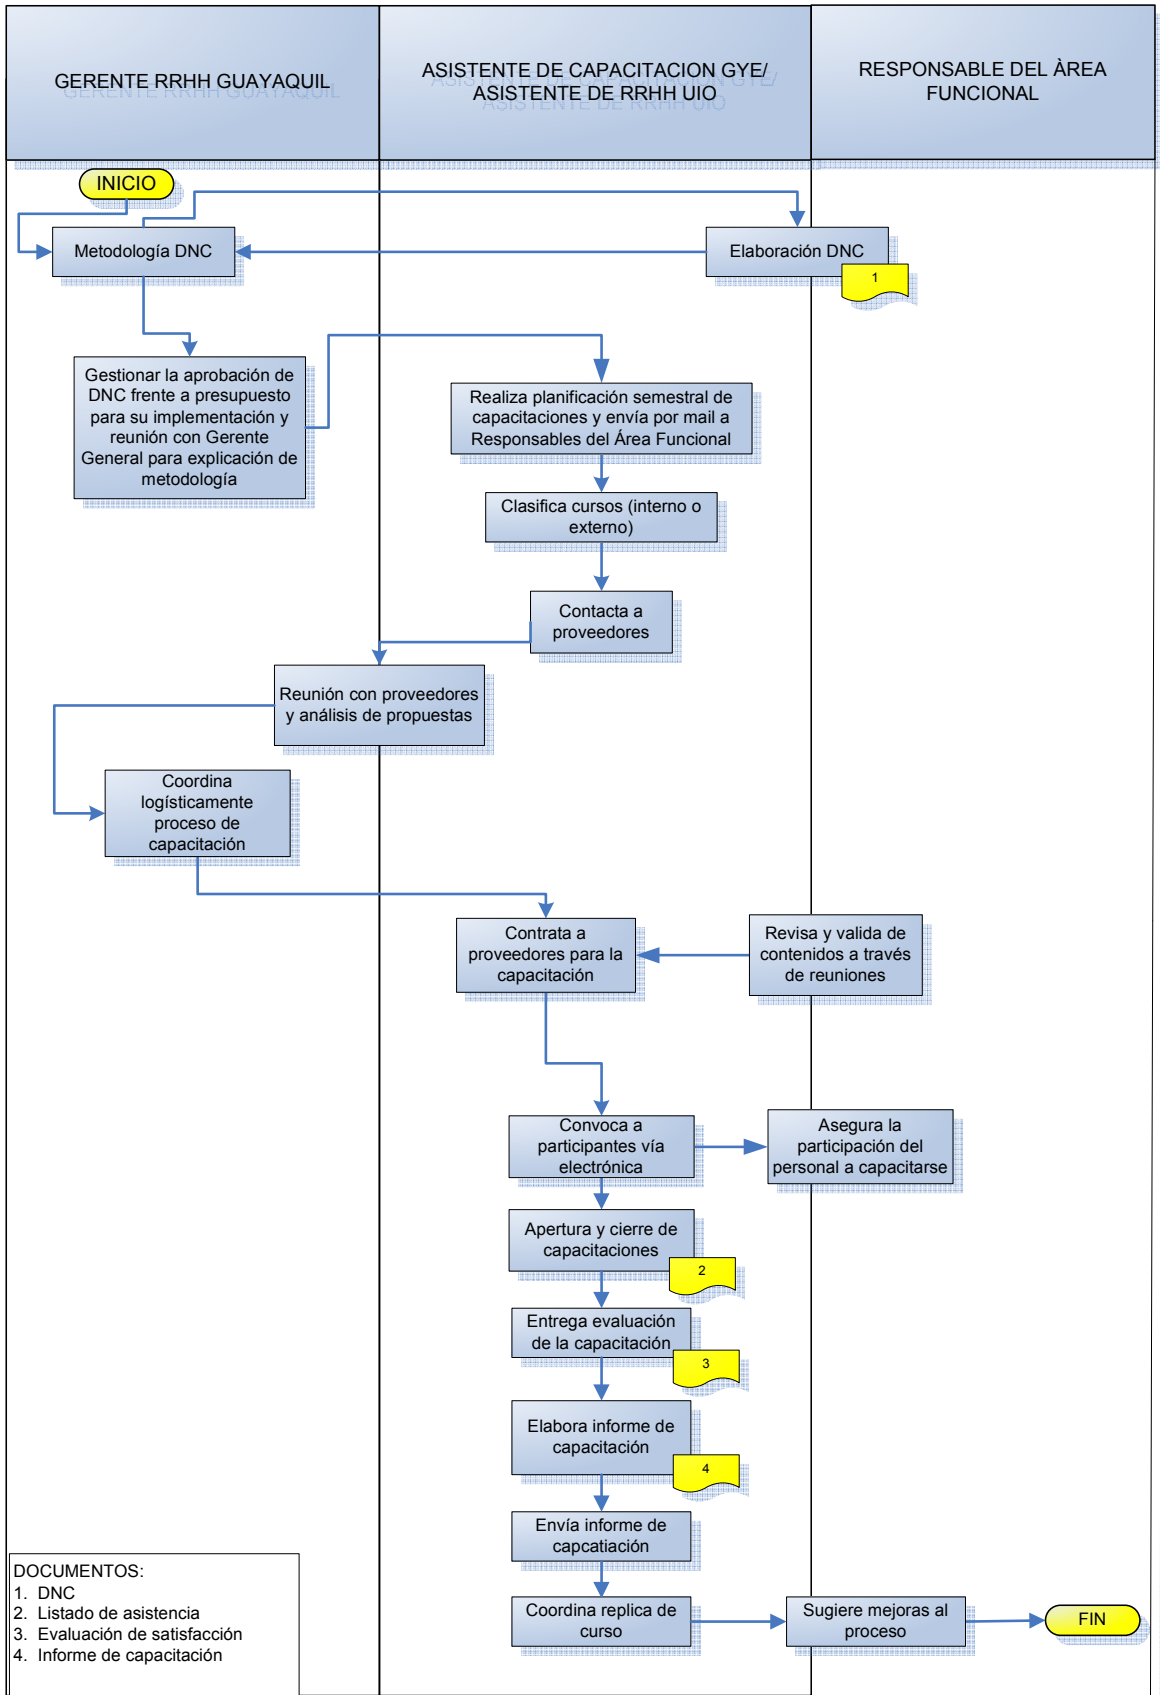 GERENTE RRHH GUAYAQUIL
ASISTENTE DE CAPACITACION GYE/
ASISTENTE DE RRHH UIO
RESPONSABLE DEL ÀREA
FUNCIONAL
INICIO
Metodología DNC
Elaboración DNC
1
Gestionar la aprobación de
DNC frente a presupuesto
para su implementación y
reunión con Gerente
General para explicación de
metodología
Realiza planificación semestral de
capacitaciones y envía por mail a
Responsables del Área Funcional
Clasifica cursos (interno o
externo)
Contacta a
proveedores
Reunión con proveedores
y análisis de propuestas
Coordina
logísticamente
proceso de
capacitación
Contrata a
proveedores para la
capacitación
Revisa y valida de
contenidos a través
de reuniones
Convoca a
participantes vía
electrónica
Asegura la
participación del
personal a capacitarse
Apertura y cierre de
capacitaciones
2
Entrega evaluación
de la capacitación
3
Elabora informe de
capacitación
4
Envía informe de
capcatiación
Coordina replica de
curso
Sugiere mejoras al
proceso
FIN
DOCUMENTOS:
1. DNC
2. Listado de asistencia
3. Evaluación de satisfacción
4. Informe de capacitación